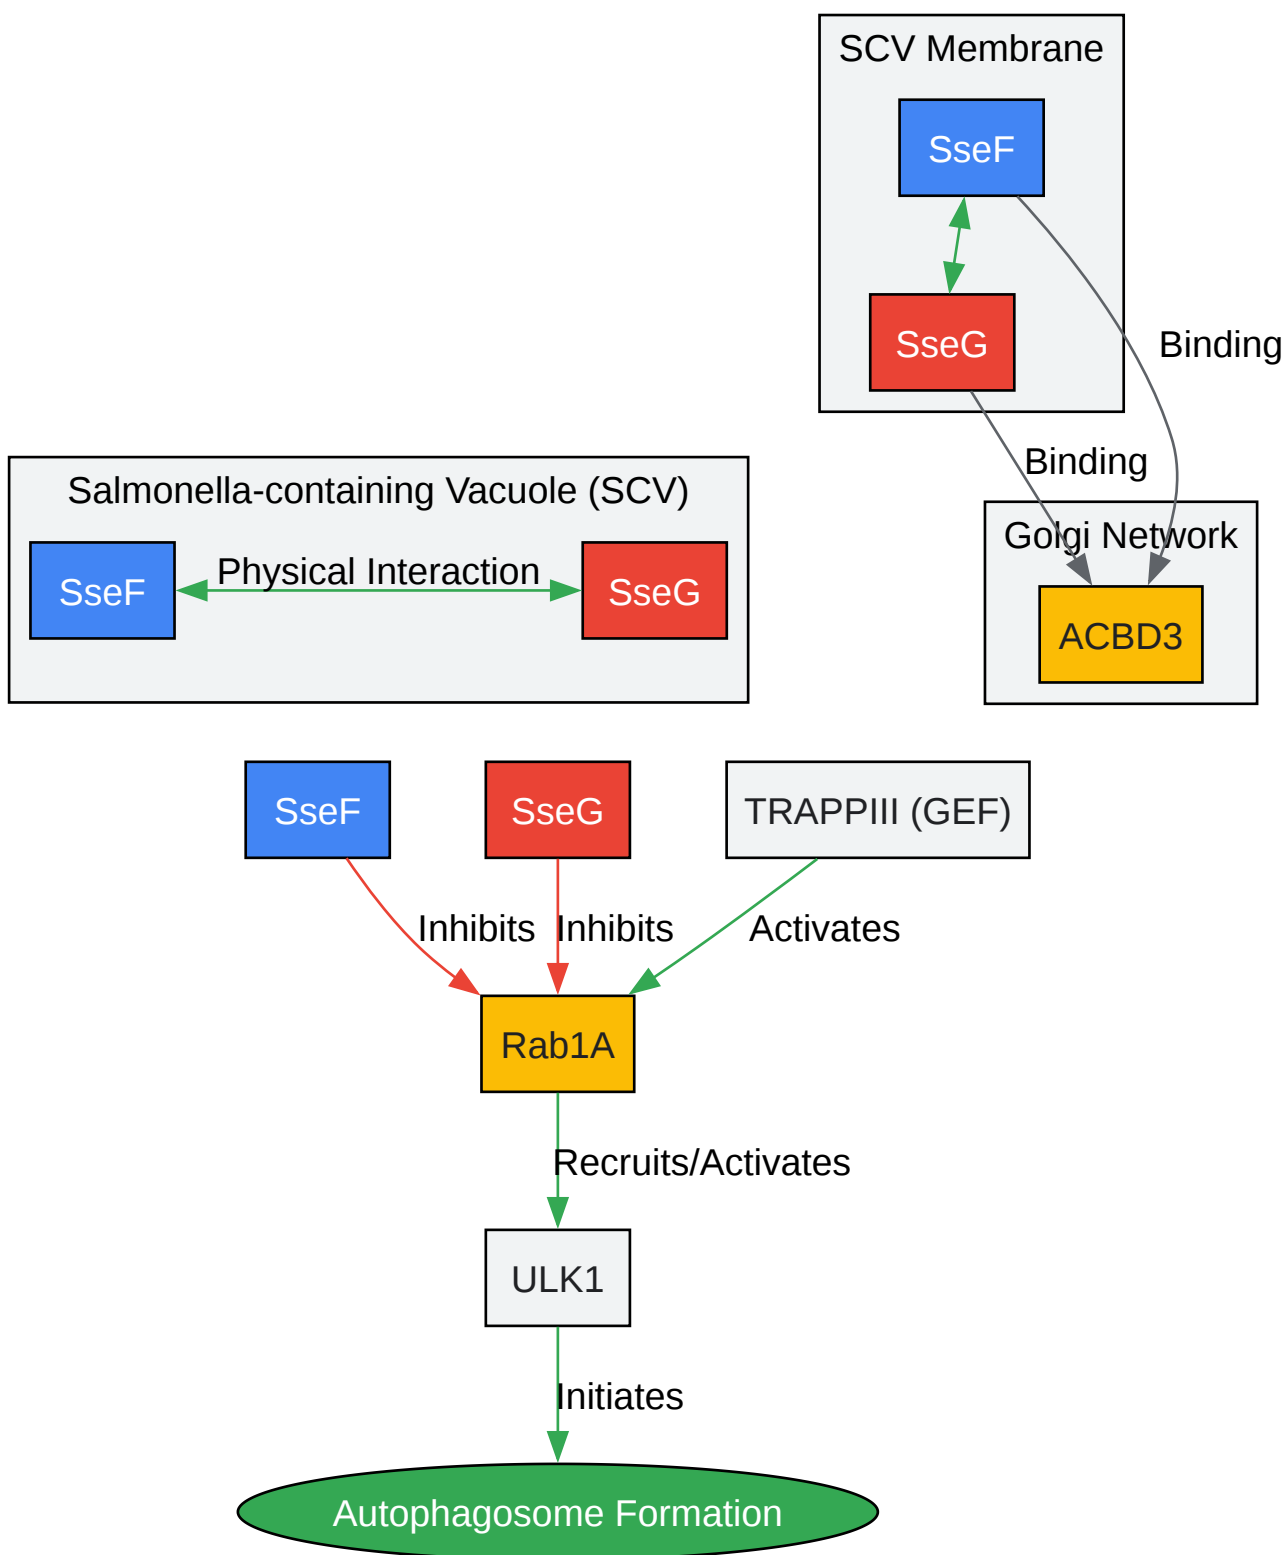 SCV Membrane
SseF
SseG
Binding
Binding
Golgi Network
ACBD3
Salmonella-containing Vacuole (SCV)
SseF
Physical Interaction
SseG
SseF
SseG
TRAPPIII (GEF)
Inhibits
Inhibits
Activates
Rab1A
Recruits/Activates
ULK1
Initiates
Autophagosome Formation